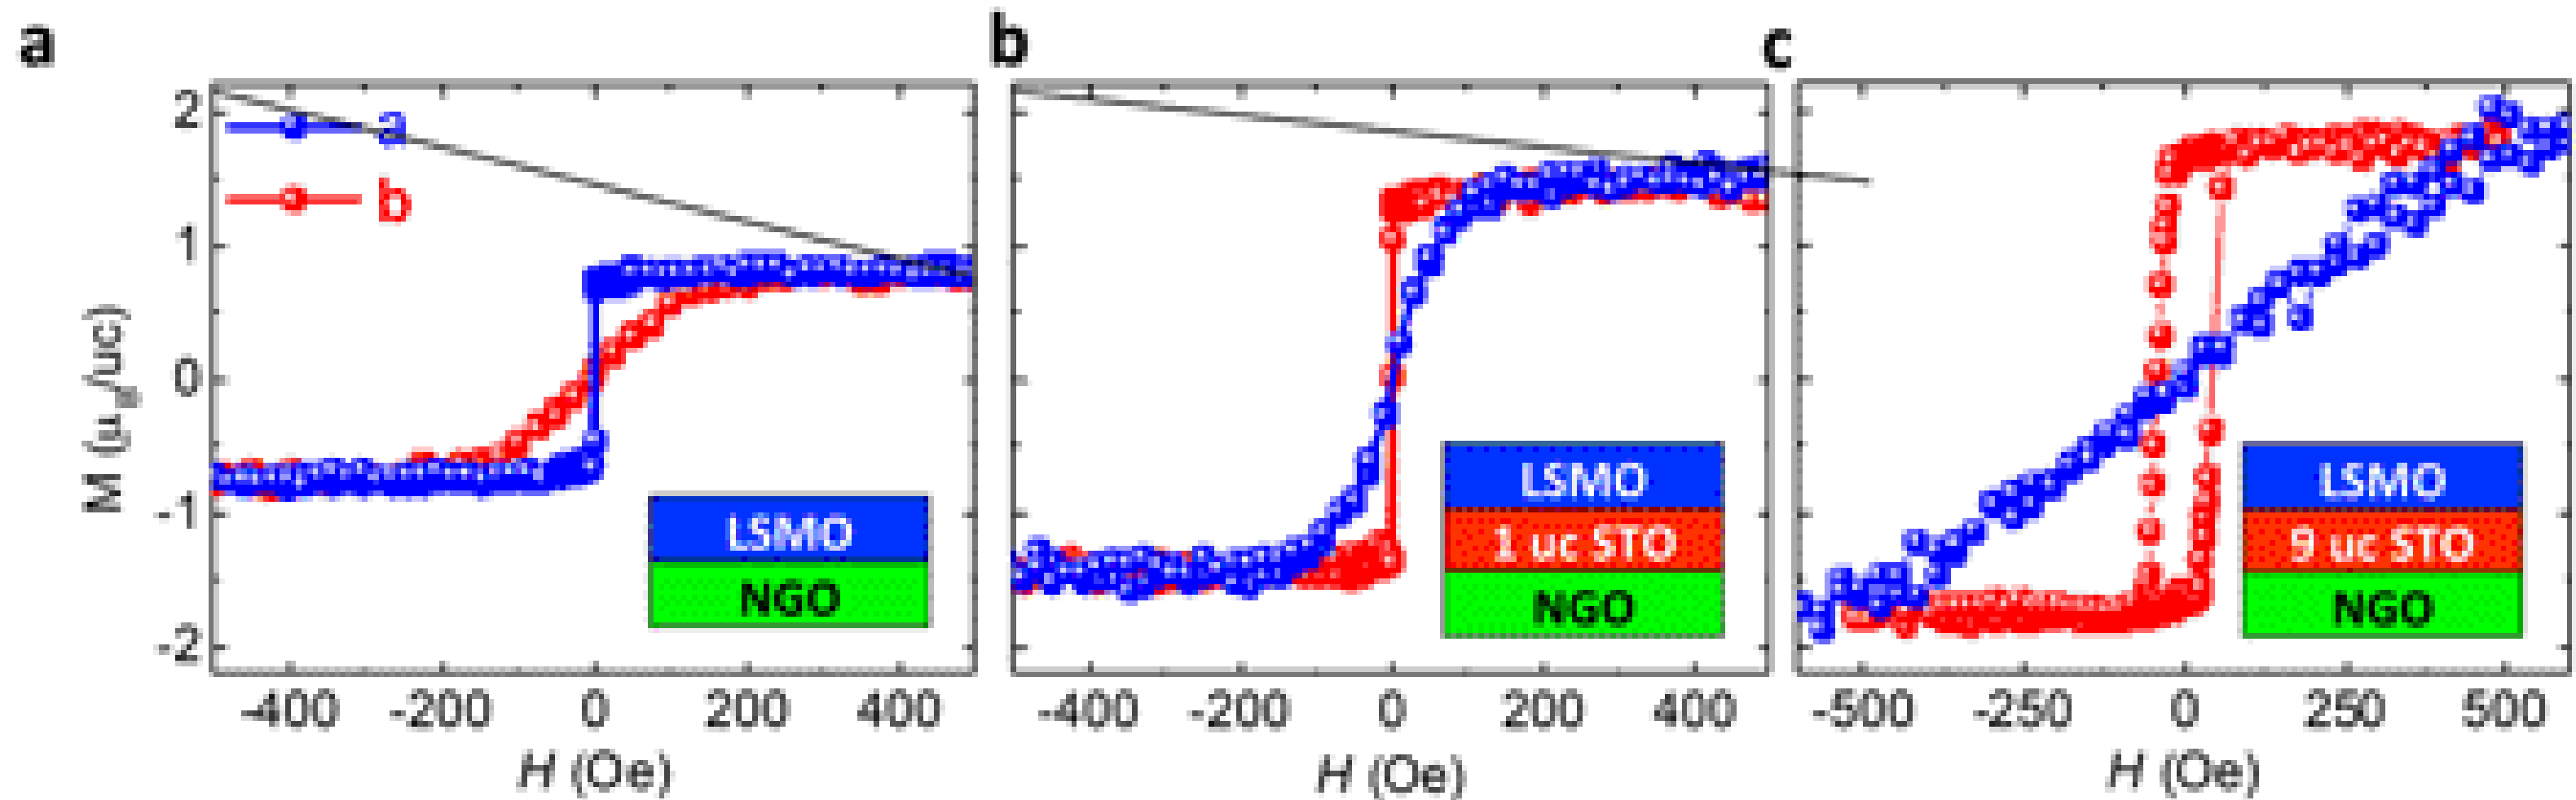 a
b
c
2
1
0
-1
-2
M (μB/uc)
a
b
LSMO
NGO
-400 -200 0 200 400
H (Oe)
LSMO
1 uc STO
NGO
-400 -200 0 200 400
H (Oe)
LSMO
9 uc STO
NGO
-500 -250 0 250 500
H (Oe)